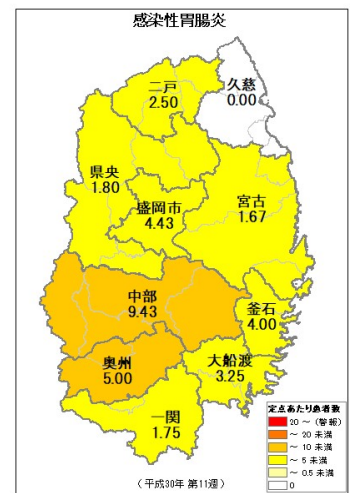 感染性胃腸炎
二戸
2.50
久慈
0.00
県央
1.80
盛岡市
4.43
宮古
1.67
中部
9.43
釜石
4.00
奥州
5.00
大船渡
3.25
一関
1.75
定点あたり患者数
20 ~ (警報)
~ 20 未満
~ 10 未満
~ 5 未満
~ 0.5 未満
0
(平成30年 第11週)